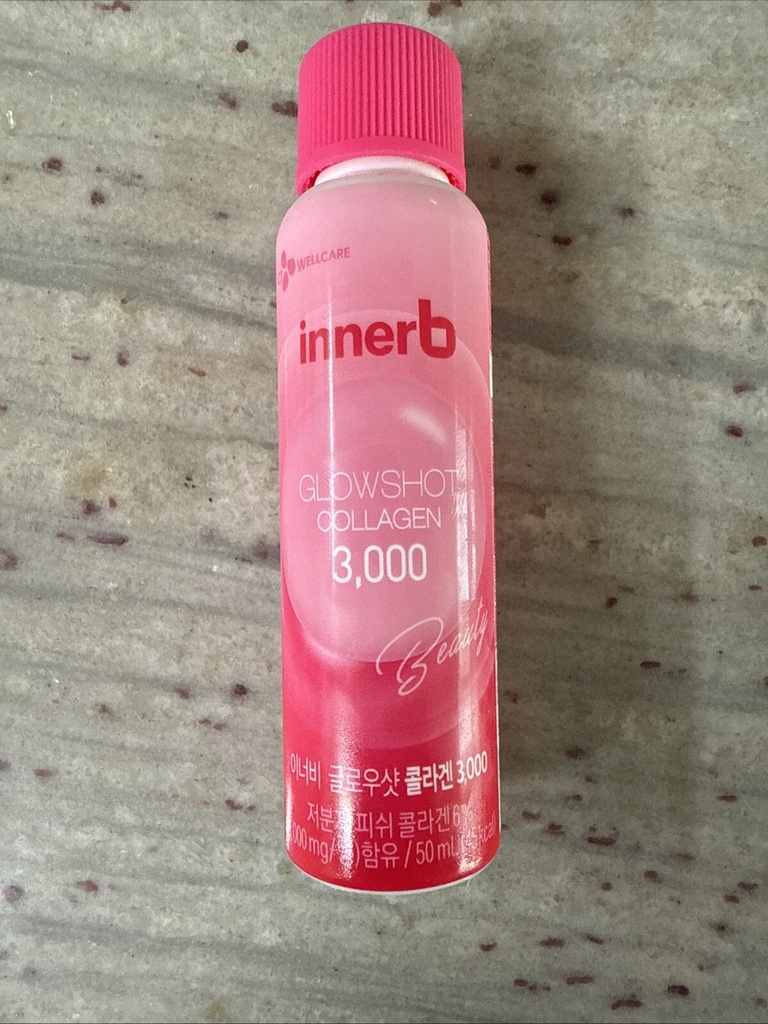 WELLCARE
innerb
GLOWSHOT
COLLAGEN
3,000
Beauty
이너비 글로우샷 콜라겐 3,000
저분자 피쉬 콜라겐 6%
함유 / 50 mL